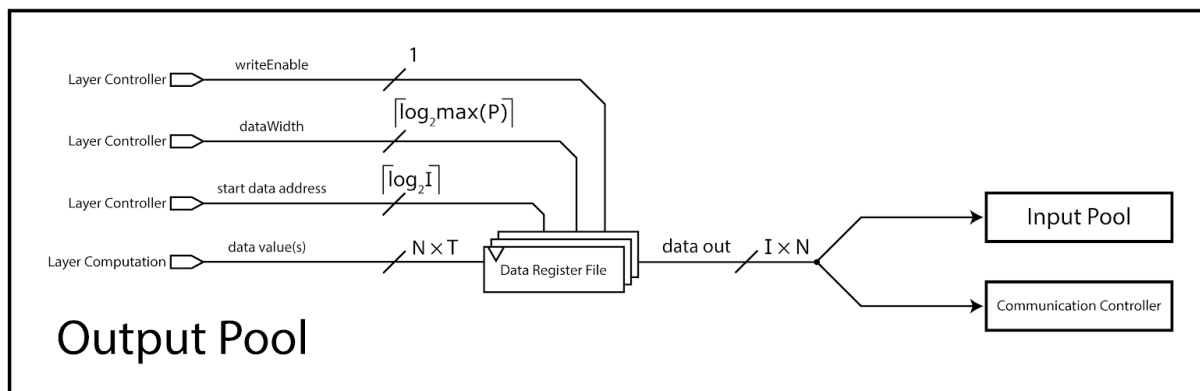 Layer Controller writeEnable 1
Layer Controller dataWidth ⌈log₂max(P)⌉
Layer Controller start data address ⌈log₂I⌉
Layer Computation data value(s) N × T Data Register File data out I × N
Input Pool
Communication Controller
Output Pool